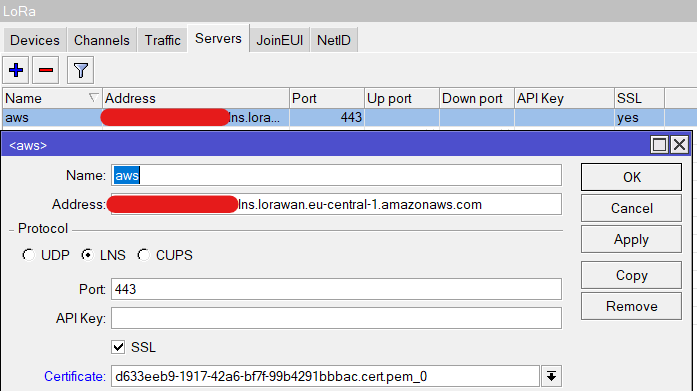 LoRa
Devices Channels Traffic Servers JoinEUI NetID
Name Address Port Up port Down port API Key SSL
aws lns.lora... 443 yes
<aws>
Name: aws OK
Address: lns.lorawan.eu-central-1.amazonaws.com Cancel
Protocol Apply
UDP LNS CUPS
Copy
Port: 443
Remove
API Key:
SSL
Certificate: d633eeb9-1917-42a6-bf7f-99b4291bbbac.cert.pem_0